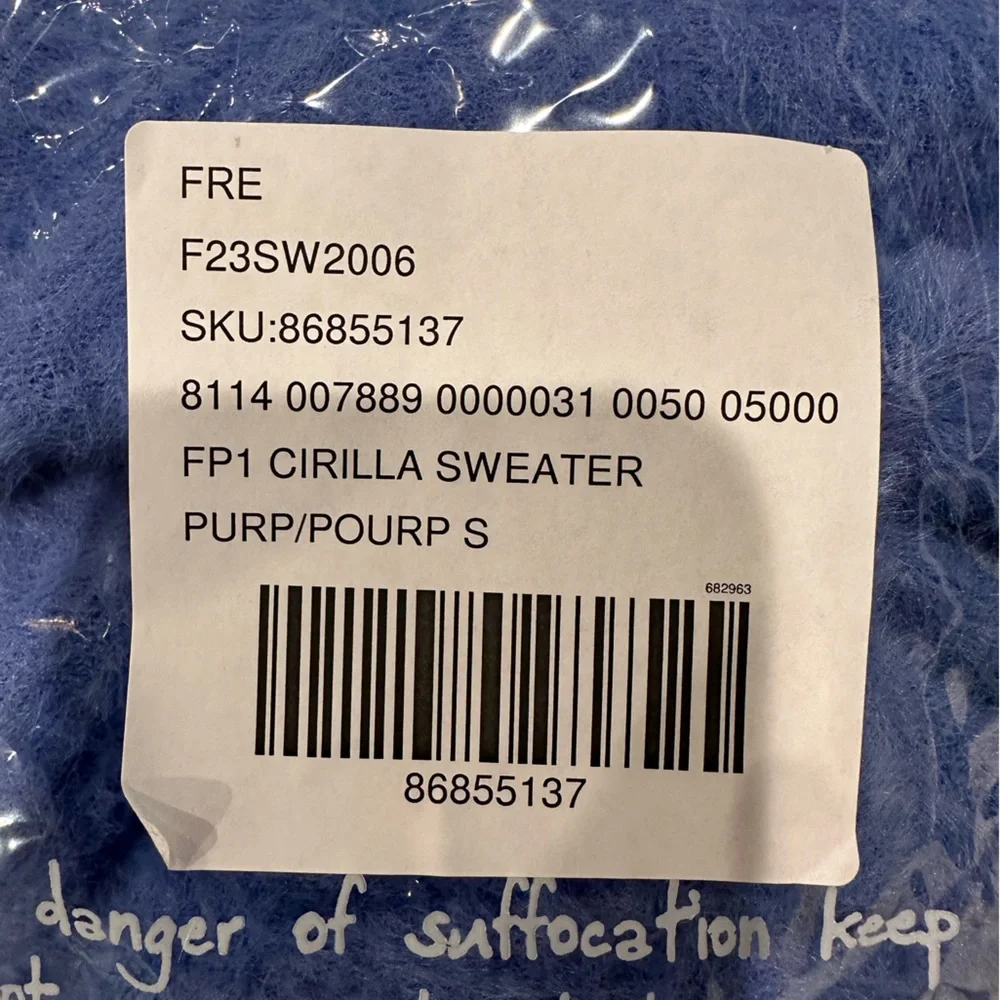 FRE
F23SW2006
SKU:86855137
8114 007889 0000031 0050 05000
FP1 CIRILLA SWEATER
PURP/POURP S
682963
86855137
danger of suffocation keep